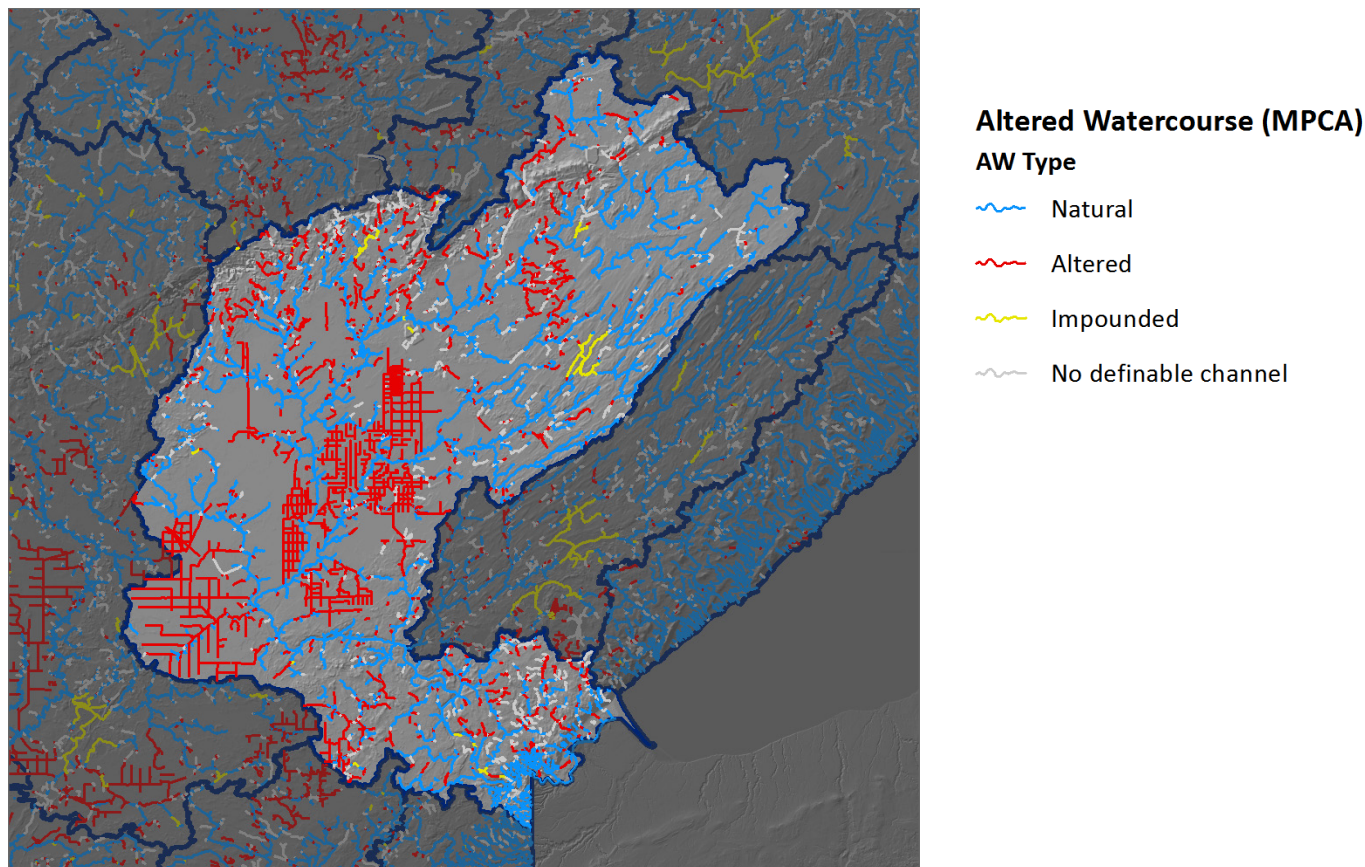 Altered Watercourse (MPCA)
AW Type
Natural
Altered
Impounded
No definable channel